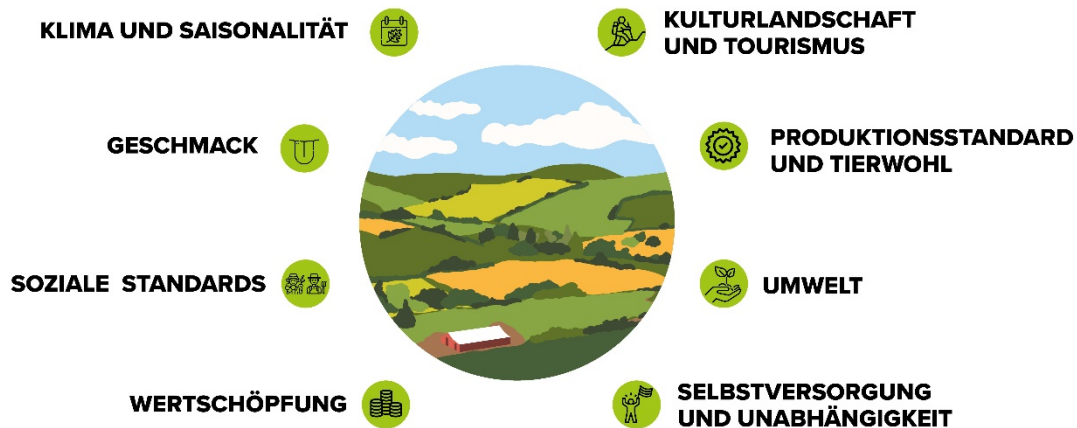 KLIMA UND SAISONALITÄT
KULTURLANDSCHAFT
UND TOURISMUS
GESCHMACK
PRODUKTIONSSTANDARD
UND TIERWOHL
SOZIALE STANDARDS
UMWELT
WERTSCHÖPFUNG
SELBSTVERSORGUNG
UND UNABHÄNGIGKEIT